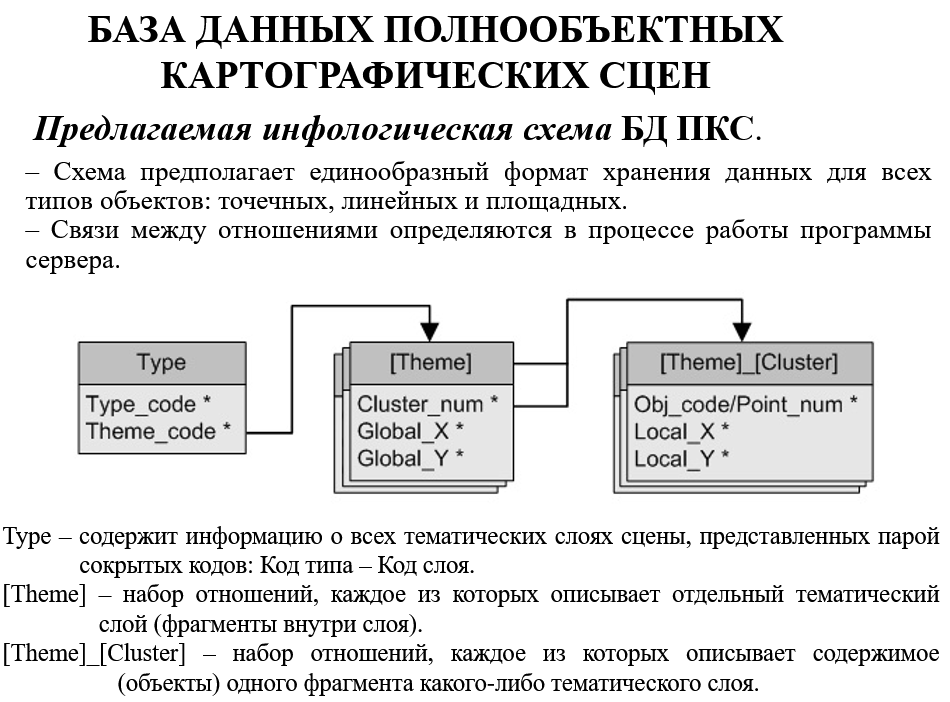 БАЗА ДАННЫХ ПОЛНООБЪЕКТНЫХ
КАРТОГРАФИЧЕСКИХ СЦЕН
Предлагаемая инфологическая схема БД ПКС.
– Схема предполагает единообразный формат хранения данных для всех
типов объектов: точечных, линейных и площадных.
– Связи между отношениями определяются в процессе работы программы
сервера.
Type
Type_code *
Theme_code *
[Theme]
Cluster_num *
Global_X *
Global_Y *
[Theme]_[Cluster]
Obj_code/Point_num *
Local_X *
Local_Y *
Type – содержит информацию о всех тематических слоях сцены, представленных парой
сокрытых кодов: Код типа – Код слоя.
[Theme] – набор отношений, каждое из которых описывает отдельный тематический
слой (фрагменты внутри слоя).
[Theme]_[Cluster] – набор отношений, каждое из которых описывает содержимое
(объекты) одного фрагмента какого-либо тематического слоя.